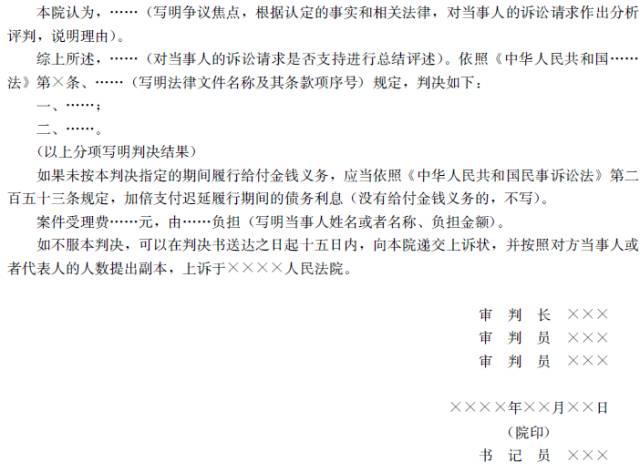 本院认为，……（写明争议焦点，根据认定的事实和相关法律，对当事人的诉讼请求作出分析
评判，说明理由）。
综上所述，……（对当事人的诉讼请求是否支持进行总结评述）。依照《中华人民共和国……
法》第×条、……（写明法律文件名称及其条款项序号）规定，判决如下：
一、……；
二、……。
（以上分项写明判决结果）
如果未按本判决指定的期间履行给付金钱义务，应当依照《中华人民共和国民事诉讼法》第二
百五十三条规定，加倍支付迟延履行期间的债务利息（没有给付金钱义务的，不写）。
案件受理费……元，由……负担（写明当事人姓名或者名称、负担金额）。
如不服本判决，可以在判决书送达之日起十五日内，向本院递交上诉状，并按照对方当事人或
者代表人的人数提出副本，上诉于××××人民法院。
审 判 长 ×××
审 判 员 ×××
审 判 员 ×××
××××年××月××日
（院印）
书 记 员 ×××